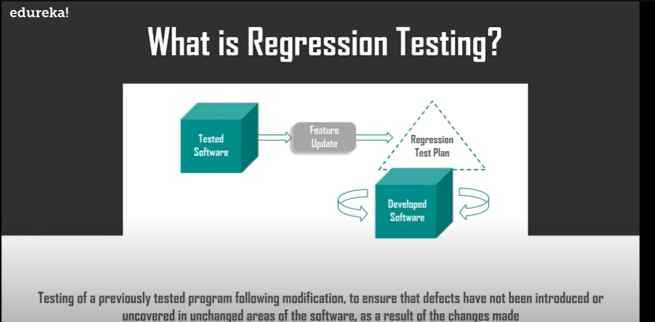 edureka!
What is Regression Testing?
Tested
Software
Feature
Update
Regression
Test Plan
Developed
Software
Testing of a previously tested program following modification, to ensure that defects have not been introduced or
uncovered in unchanged areas of the software, as a result of the changes made